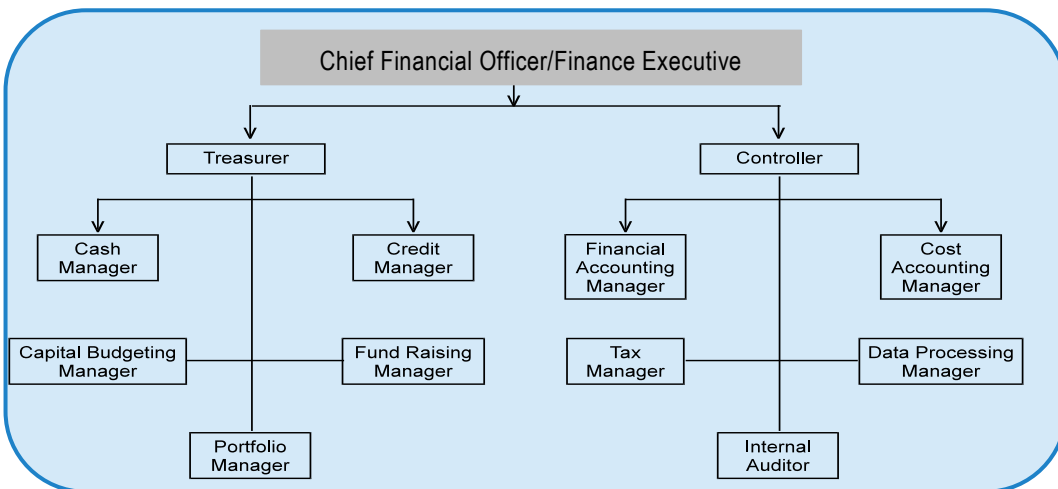 Chief Financial Officer/Finance Executive
Treasurer
Controller
Cash
Manager
Credit
Manager
Financial
Accounting
Manager
Cost
Accounting
Manager
Capital Budgeting
Manager
Fund Raising
Manager
Tax
Manager
Data Processing
Manager
Portfolio
Manager
Internal
Auditor